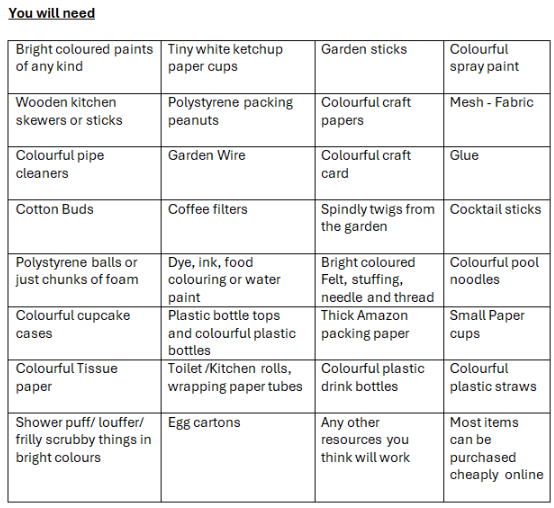 You will need
Bright coloured paints
of any kind
Tiny white ketchup
paper cups
Garden sticks
Colourful
spray paint
Wooden kitchen
skewers or sticks
Polystyrene packing
peanuts
Colourful craft
papers
Mesh - Fabric
Colourful pipe
cleaners
Garden Wire
Colourful craft
card
Glue
Cotton Buds
Coffee filters
Spindly twigs from
the garden
Cocktail sticks
Polystyrene balls or
just chunks of foam
Dye, ink, food
colouring or water
paint
Bright coloured
Felt, stuffing,
needle and thread
Colourful pool
noodles
Colourful cupcake
cases
Plastic bottle tops
and colourful plastic
bottles
Thick Amazon
packing paper
Small Paper
cups
Colourful Tissue
paper
Toilet /Kitchen rolls,
wrapping paper tubes
Colourful plastic
drink bottles
Colourful
plastic straws
Shower puff/ louffer/
frilly scrubby things in
bright colours
Egg cartons
Any other
resources you
think will work
Most items
can be
purchased
cheaply online